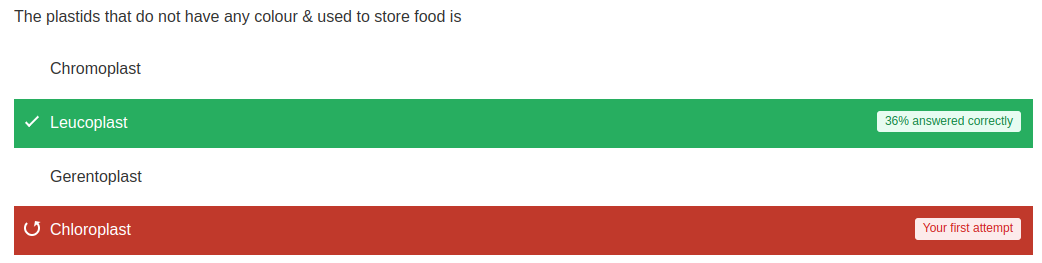 The plastids that do not have any colour & used to store food is
Chromoplast
Leucoplast 36% answered correctly
Gerentoplast
Chloroplast Your first attempt